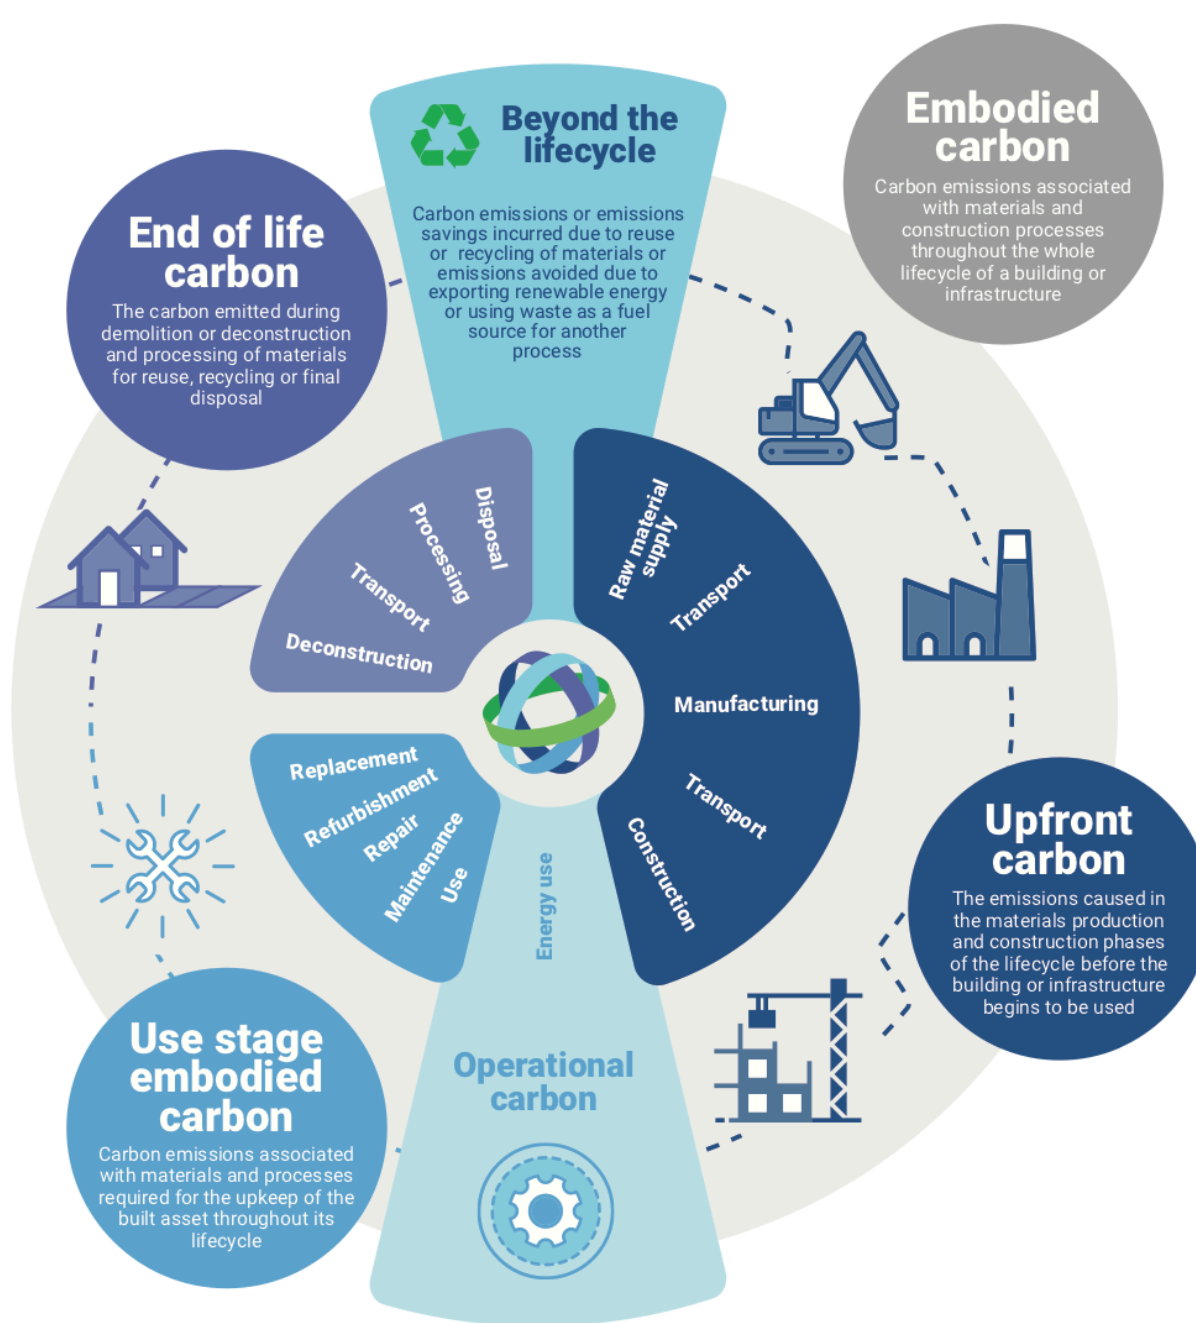 Beyond the
lifecycle
Carbon emissions or emissions
savings incurred due to reuse
or recycling of materials or
emissions avoided due to
exporting renewable energy
or using waste as a fuel
source for another
process
Embodied
carbon
Carbon emissions associated
with materials and
construction processes
throughout the whole
lifecycle of a building or
infrastructure
End of life
carbon
The carbon emitted during
demolition or deconstruction
and processing of materials
for reuse, recycling or final
disposal
Disposal
Processing
Transport
Deconstruction
Raw material
supply
Transport
Manufacturing
Transport
Construction
Replacement
Refurbishment
Repair
Maintenance
Use
Energy use
Upfront
carbon
The emissions caused in
the materials production
and construction phases
of the lifecycle before the
building or infrastructure
begins to be used
Operational
carbon
Use stage
embodied
carbon
Carbon emissions associated
with materials and processes
required for the upkeep of the
built asset throughout its
lifecycle